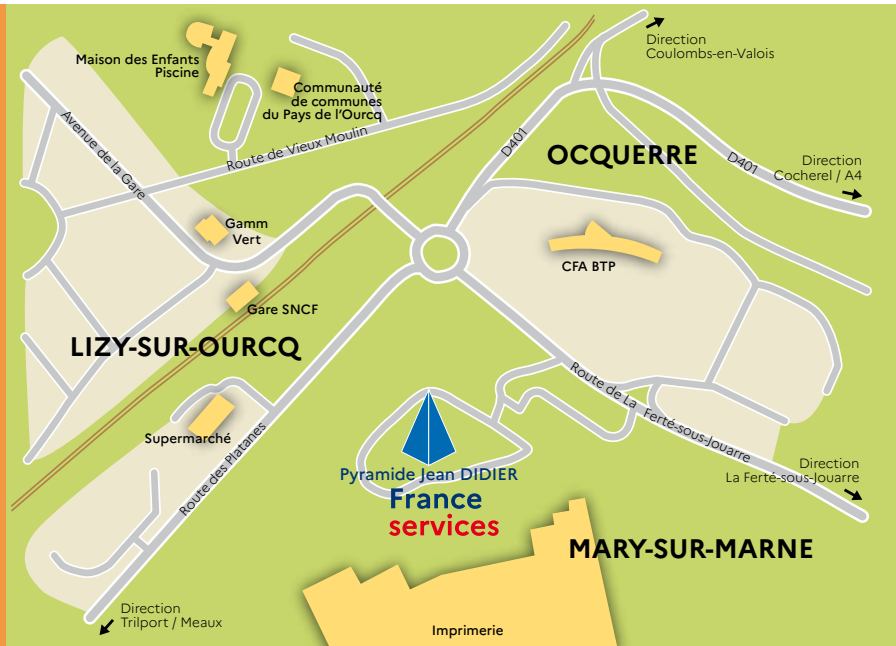 Direction
Coulombs-en-Valois
Maison des Enfants
Piscine
Communauté
de communes
du Pays de l'Ourcq
Avenue de la Gare
Route de Vieux Moulin
D401
OCQUERRE
D401
Direction
Cocherel / A4
Gamm
Vert
CFA BTP
Gare SNCF
LIZY-SUR-OURCQ
Route de La Ferté-sous-Jouarre
Supermarché
Route des Platanes
Pyramide Jean DIDIER
France
services
Direction
La Ferté-sous-Jouarre
MARY-SUR-MARNE
Direction
Trilport / Meaux
Imprimerie